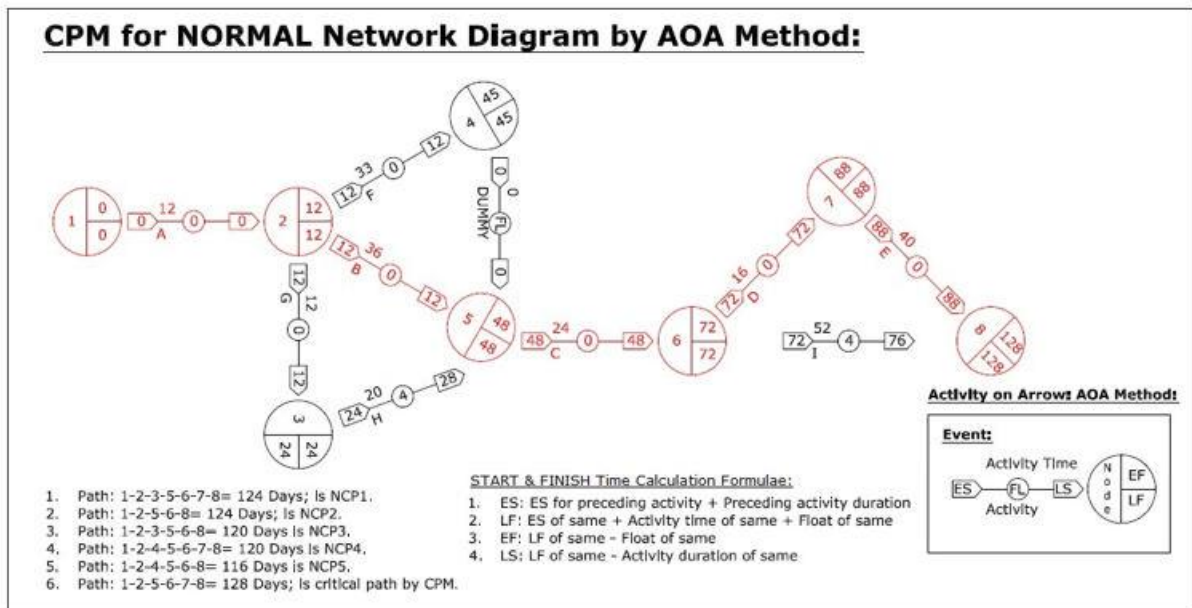 CPM for NORMAL Network Diagram by AOA Method:
45
4
45
33
12
0
12
F
0
0
DUMMY
FL
0
1
0
0
12
0
0
0
A
2
12
12
36
12
0
12
B
12
12
G
0
12
5
48
48
24
48
0
48
C
6
72
72
16
72
0
72
D
88
88
7
40
88
0
88
E
8
128
128
52
72
4
76
I
20
24
4
28
H
3
24
24
Activity on Arrow: AOA Method:
Event:
Activity Time
ES
FL
LS
Activity
Node
EF
LF
1. Path: 1-2-3-5-6-7-8= 124 Days; is NCP1.
2. Path: 1-2-5-6-8= 124 Days; is NCP2.
3. Path: 1-2-3-5-6-8= 120 Days is NCP3.
4. Path: 1-2-4-5-6-7-8= 120 Days is NCP4.
5. Path: 1-2-4-5-6-8= 116 Days is NCP5.
6. Path: 1-2-5-6-7-8= 128 Days; is critical path by CPM.
START & FINISH Time Calculation Formulae:
1. ES: ES for preceding activity + Preceding activity duration
2. LF: ES of same + Activity time of same + Float of same
3. EF: LF of same - Float of same
4. LS: LF of same - Activity duration of same